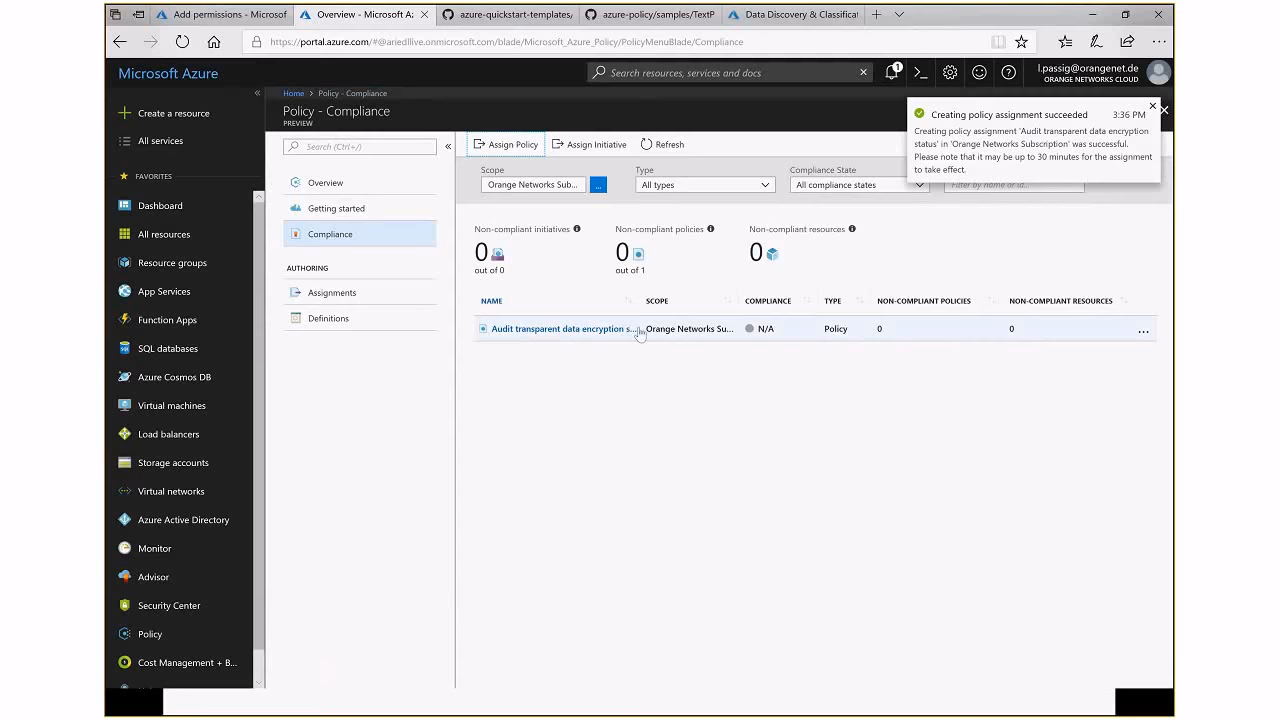 Add permissions - Microsof
Overview - Microsoft A:
azure-quickstart-templates/
azure-policy/samples/TextP
Data Discovery & Classifica
https://portal.azure.com/#@ariedllive.onmicrosoft.com/blade/Microsoft_Azure_Policy/PolicyMenuBlade/Compliance
Microsoft Azure
Search resources, services and docs
1
l.passig@orangenet.de
ORANGE NETWORKS CLOUD
Create a resource
All services
FAVORITES
Dashboard
All resources
Resource groups
App Services
Function Apps
SQL databases
Azure Cosmos DB
Virtual machines
Load balancers
Storage accounts
Virtual networks
Azure Active Directory
Monitor
Advisor
Security Center
Policy
Cost Management + B...
Home > Policy - Compliance
Policy - Compliance
PREVIEW
Search (Ctrl+/)
Overview
Getting started
Compliance
AUTHORING
Assignments
Definitions
Assign Policy
Assign Initiative
Refresh
Creating policy assignment succeeded 3:36 PM
Creating policy assignment 'Audit transparent data encryption
status' in 'Orange Networks Subscription' was successful.
Please note that it may be up to 30 minutes for the assignment
to take effect.
Scope
Orange Networks Sub...
...
Type
All types
Compliance State
All compliance states
Filter by name or id...
Non-compliant initiatives
0
out of 0
Non-compliant policies
0
out of 1
Non-compliant resources
0
NAME SCOPE COMPLIANCE TYPE NON-COMPLIANT POLICIES NON-COMPLIANT RESOURCES
Audit transparent data encryption s... Orange Networks Su... N/A Policy 0 0 ...